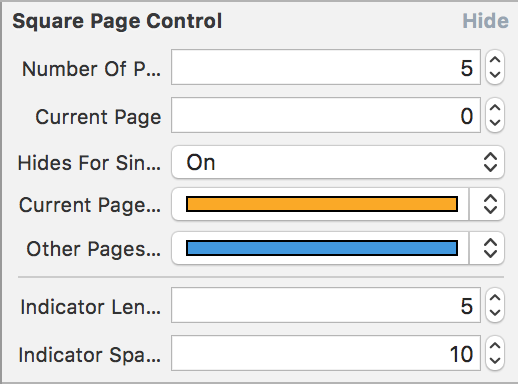 Square Page Control Hide
Number Of P... 5
Current Page 0
Hides For Sin... On
Current Page...
Other Pages...
Indicator Len... 5
Indicator Spa... 10